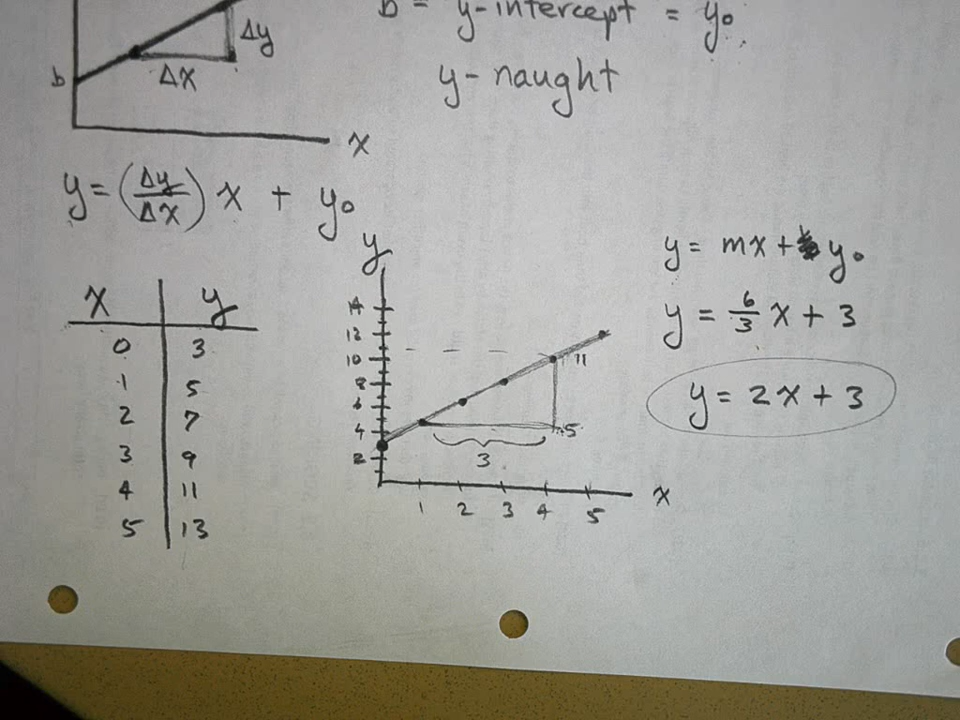 b = y-intercept = y₀
Δy
b
Δx
y-naught
x
y = (Δy/Δx) x + y₀
y = mx + y₀
y = 6/3 x + 3
y = 2x + 3
x y
0 3
1 5
2 7
3 9
4 11
5 13
y
14
12
10
8
6
4
2
11
5
3
1 2 3 4 5
x